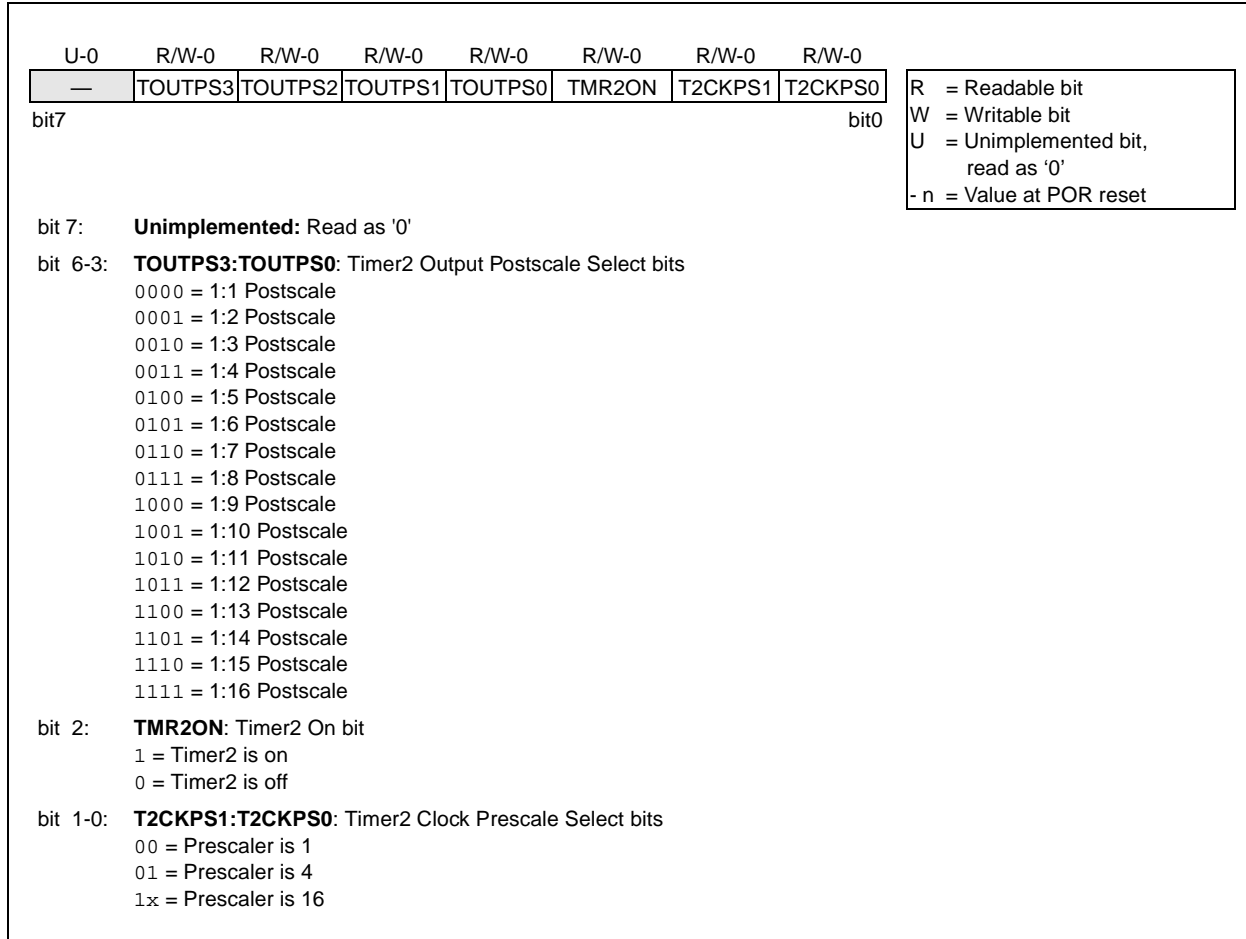 U-0 R/W-0 R/W-0 R/W-0 R/W-0 R/W-0 R/W-0 R/W-0
— TOUTPS3 TOUTPS2 TOUTPS1 TOUTPS0 TMR2ON T2CKPS1 T2CKPS0
bit7 bit0
R = Readable bit
W = Writable bit
U = Unimplemented bit,
read as ‘0’
- n = Value at POR reset
bit 7: Unimplemented: Read as '0'
bit 6-3: TOUTPS3:TOUTPS0: Timer2 Output Postscale Select bits
0000 = 1:1 Postscale
0001 = 1:2 Postscale
0010 = 1:3 Postscale
0011 = 1:4 Postscale
0100 = 1:5 Postscale
0101 = 1:6 Postscale
0110 = 1:7 Postscale
0111 = 1:8 Postscale
1000 = 1:9 Postscale
1001 = 1:10 Postscale
1010 = 1:11 Postscale
1011 = 1:12 Postscale
1100 = 1:13 Postscale
1101 = 1:14 Postscale
1110 = 1:15 Postscale
1111 = 1:16 Postscale
bit 2: TMR2ON: Timer2 On bit
1 = Timer2 is on
0 = Timer2 is off
bit 1-0: T2CKPS1:T2CKPS0: Timer2 Clock Prescale Select bits
00 = Prescaler is 1
01 = Prescaler is 4
1x = Prescaler is 16